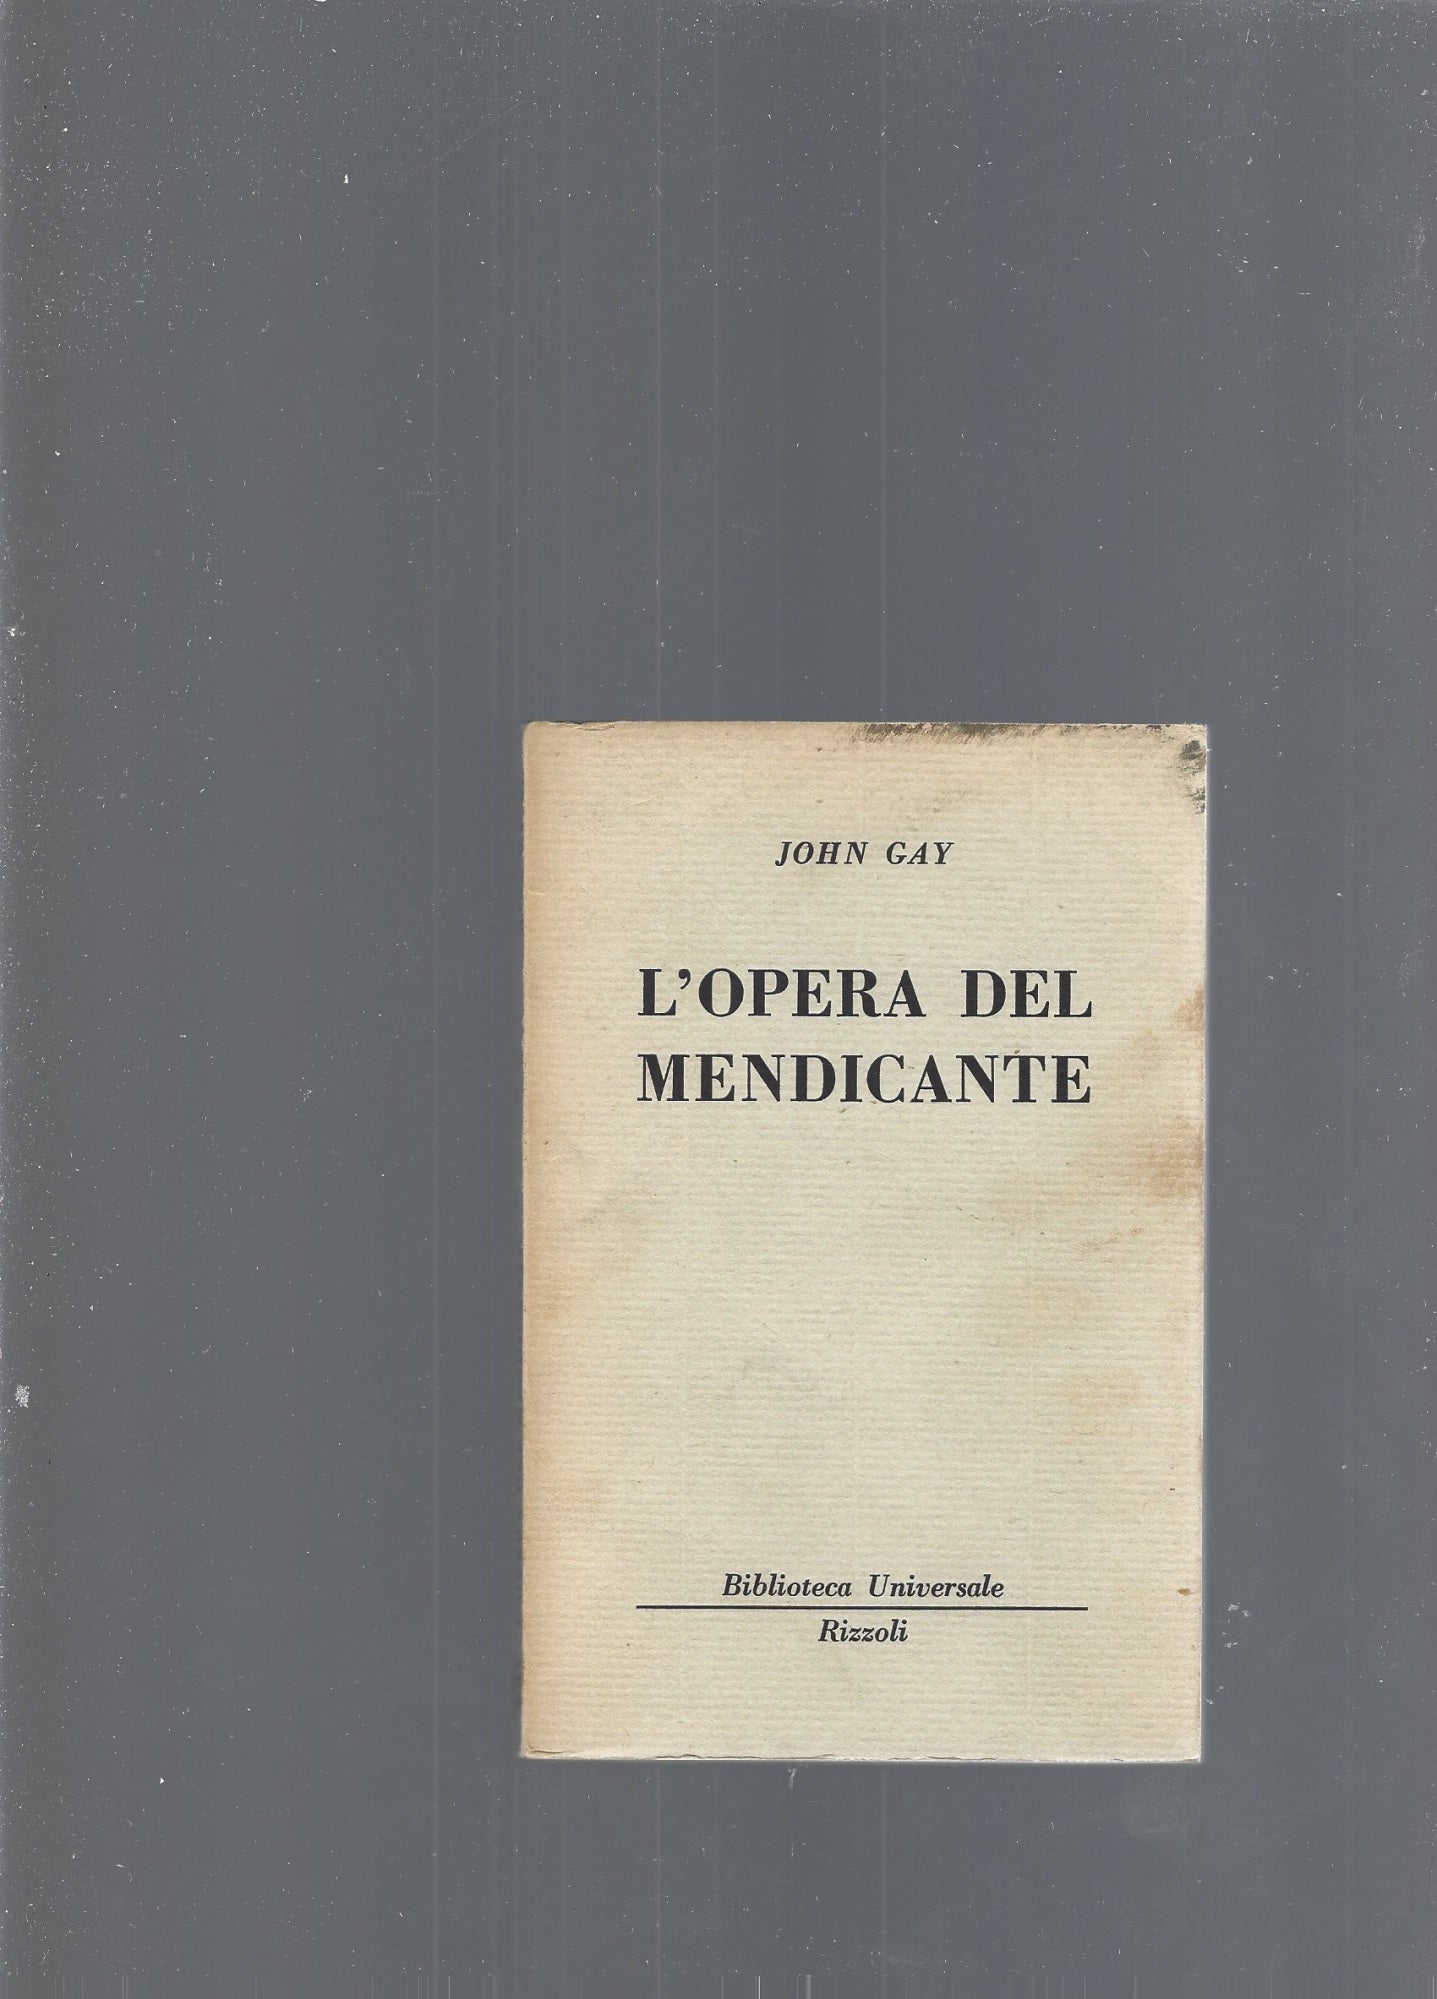 JOHN GAY
L'OPERA DEL
MENDICANTE
Biblioteca Universale
Rizzoli